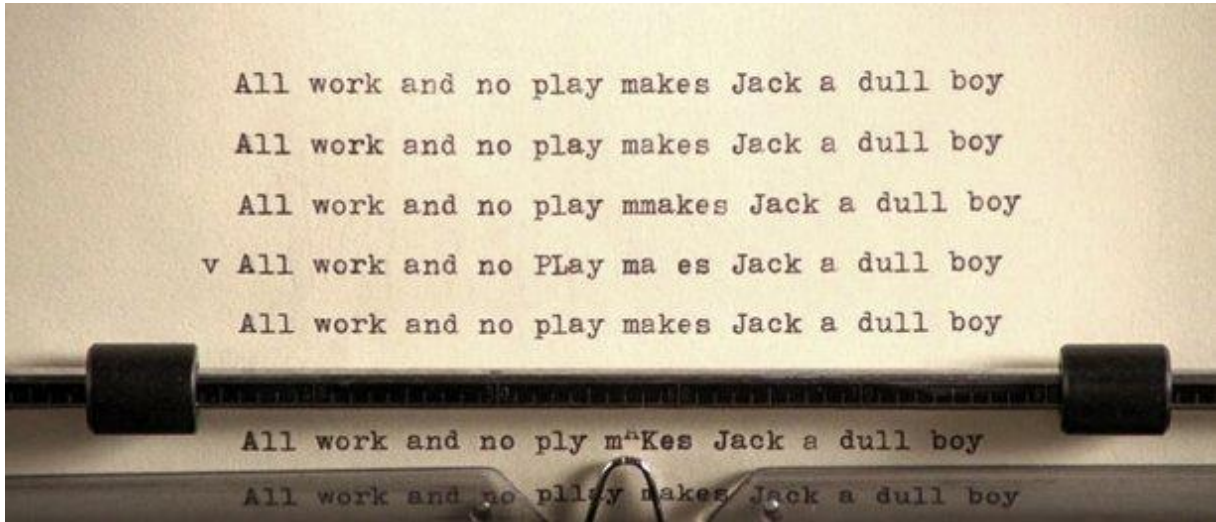 All work and no play makes Jack a dull boy
All work and no play makes Jack a dull boy
All work and no play mmakes Jack a dull boy
v All work and no PLay ma es Jack a dull boy
All work and no play makes Jack a dull boy
All work and no ply m^Kes Jack a dull boy
All work and no pllay makes Jack a dull boy